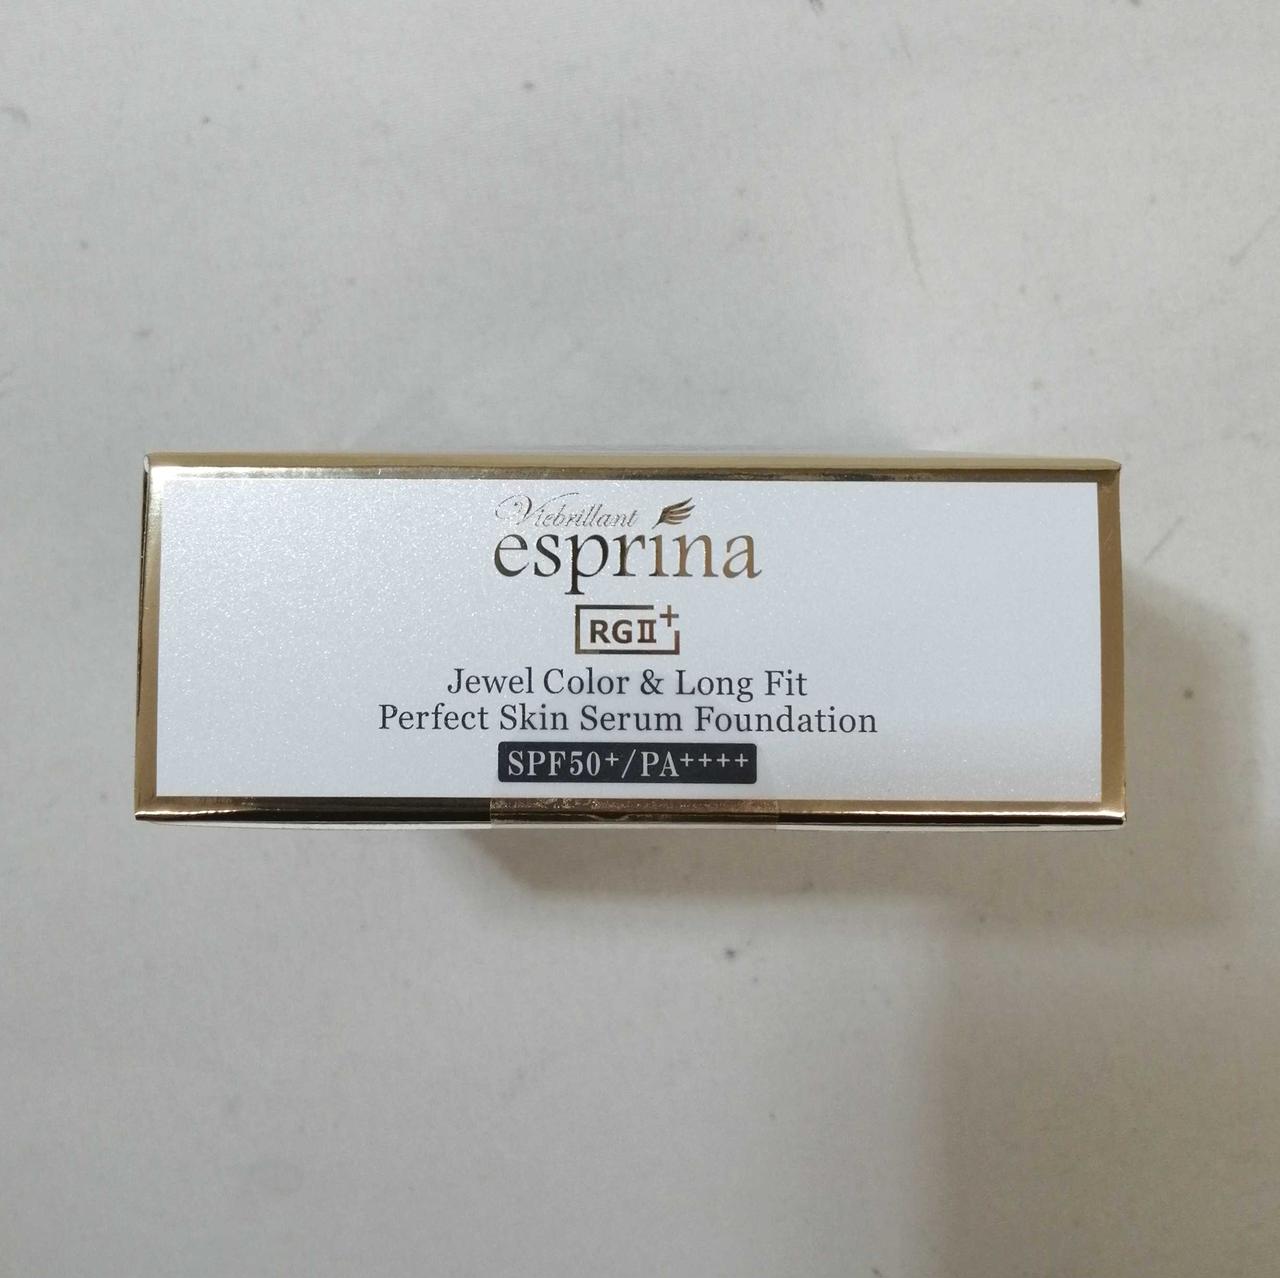 Viebrillant
esprina
RGⅡ+
Jewel Color & Long Fit
Perfect Skin Serum Foundation
SPF50+/PA++++